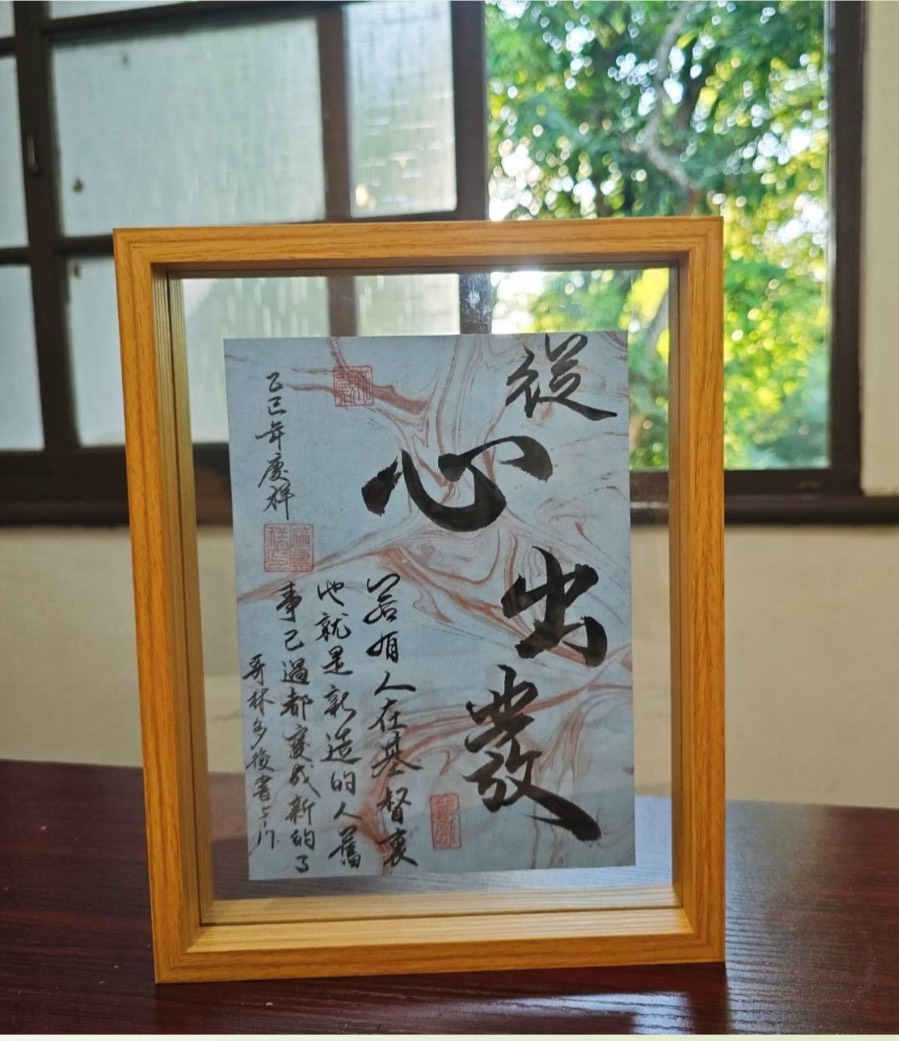 從心出發
若有人在基督裏
他就是新造的人舊
事已過都變成新的了
哥林多後書5:17
乙巳年慶祥